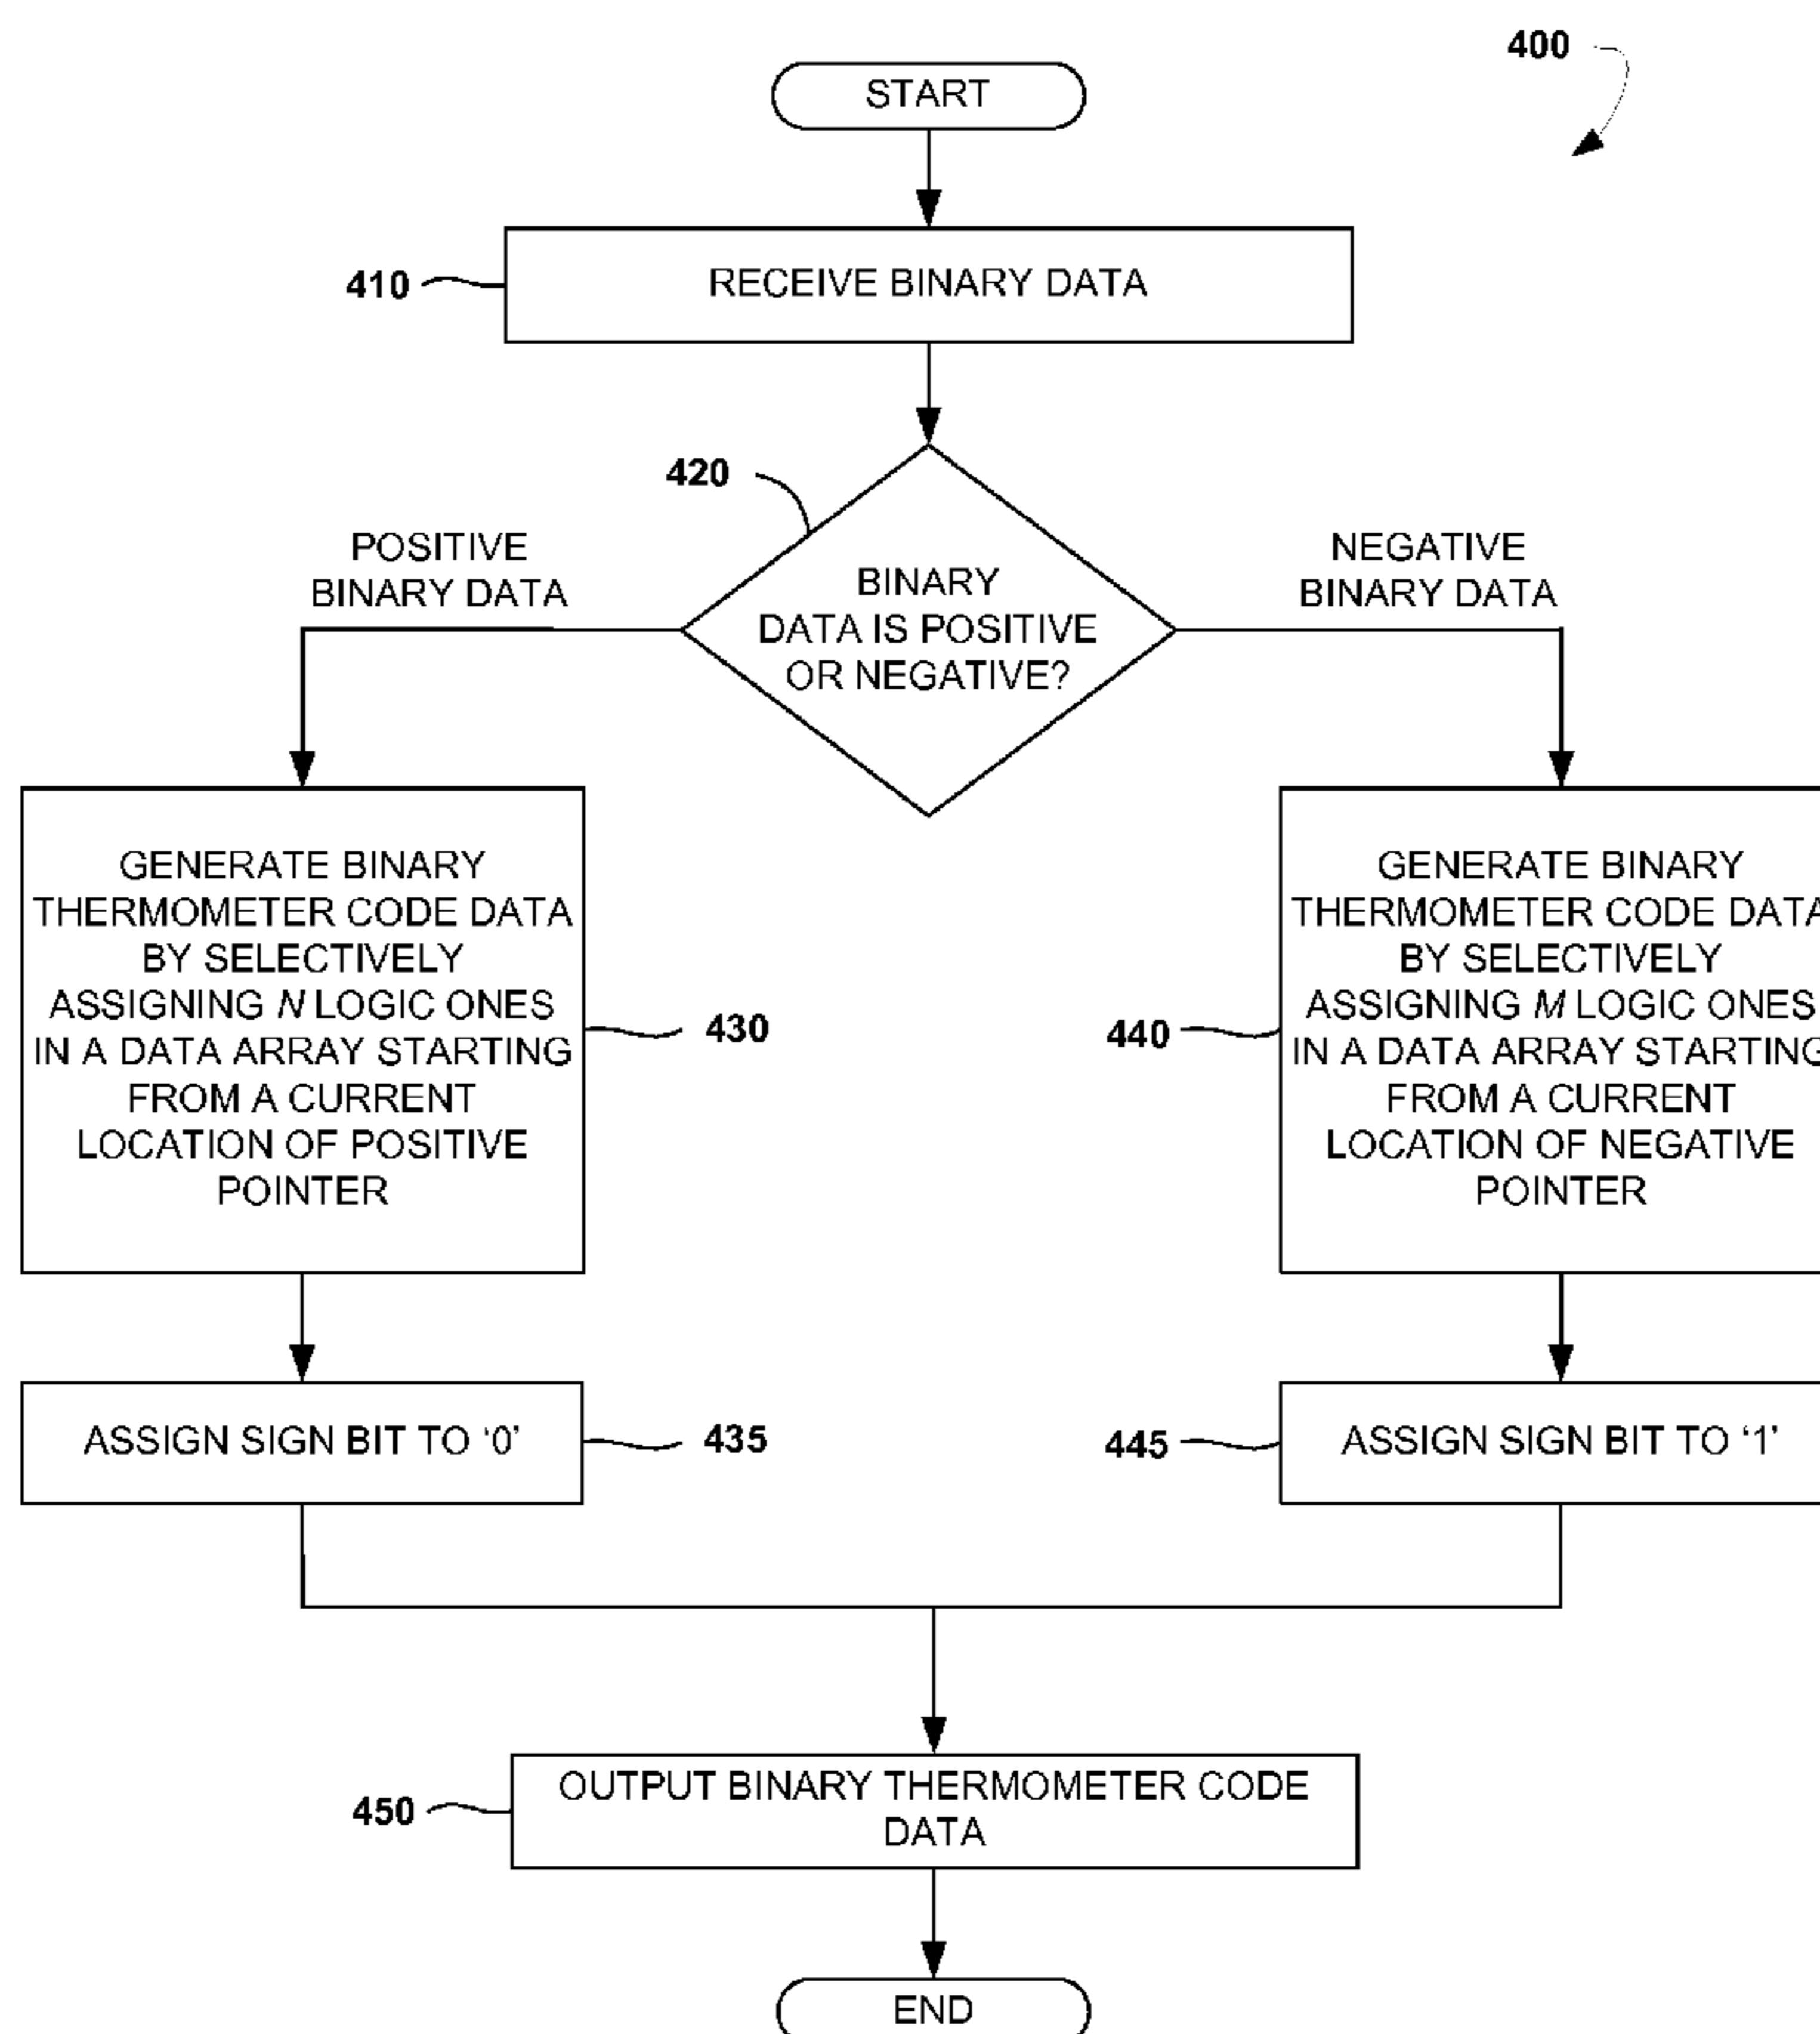 400
START
410
RECEIVE BINARY DATA
420
POSITIVE
BINARY DATA
BINARY
DATA IS POSITIVE
OR NEGATIVE?
NEGATIVE
BINARY DATA
GENERATE BINARY
THERMOMETER CODE DATA
BY SELECTIVELY
ASSIGNING N LOGIC ONES
IN A DATA ARRAY STARTING
FROM A CURRENT
LOCATION OF POSITIVE
POINTER
430
440
GENERATE BINARY
THERMOMETER CODE DATA
BY SELECTIVELY
ASSIGNING M LOGIC ONES
IN A DATA ARRAY STARTING
FROM A CURRENT
LOCATION OF NEGATIVE
POINTER
ASSIGN SIGN BIT TO ‘0’
435
445
ASSIGN SIGN BIT TO ‘1’
450
OUTPUT BINARY THERMOMETER CODE
DATA
END